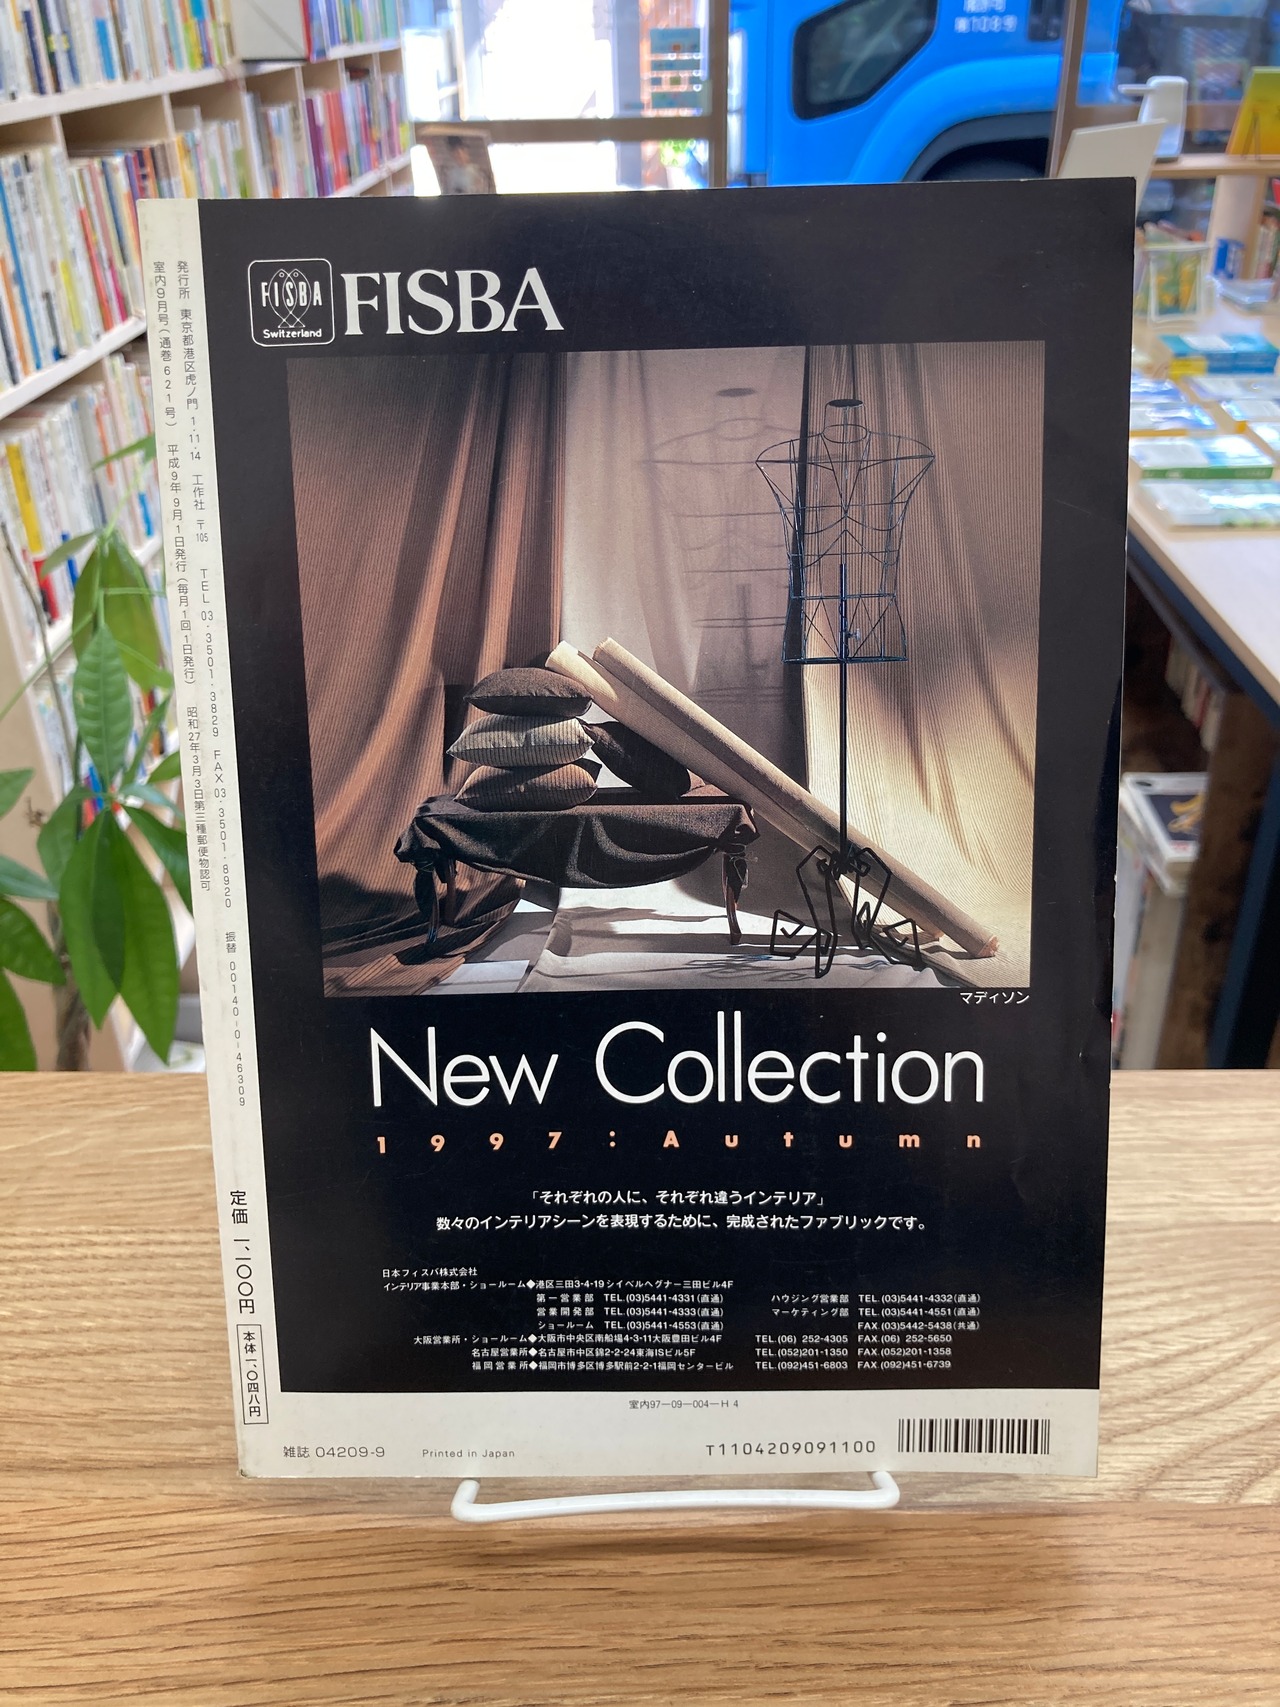 FISBA
Switzerland
FISBA
発行所 東京都港区虎ノ門 1-11-14 工作社 〒105 TEL 03-3501-3829 FAX 03-3501-8920 振替 00140-0-46309
室内9月号(通巻621号) 平成9年9月1日発行(毎月1回1日発行) 昭和27年3月3日第三種郵便物認可
定価 一、一〇〇円
本体一、〇四八円
マディソン
New Collection
1997:Autumn
「それぞれの人に、それぞれ違うインテリア」
数々のインテリアシーンを表現するために、完成されたファブリックです。
日本フィスバ株式会社
インテリア事業本部・ショールーム◆港区三田3-4-19シイベルヘグナー三田ビル4F
第一営業部 TEL.(03)5441-4331(直通) ハウジング営業部 TEL.(03)5441-4332(直通)
営業開発部 TEL.(03)5441-4333(直通) マーケティング部 TEL.(03)5441-4551(直通)
ショールーム TEL.(03)5441-4553(直通) FAX.(03)5442-5438(共通)
大阪営業所・ショールーム◆大阪市中央区南船場4-3-11大阪豊田ビル4F TEL.(06) 252-4305 FAX.(06) 252-5650
名古屋営業所◆名古屋市中区錦2-2-24東海ISビル5F TEL.(052)201-1350 FAX.(052)201-1358
福岡営業所◆福岡市博多区博多駅前2-2-1福岡センタービル TEL.(092)451-6803 FAX.(092)451-6739
室内97-09-004-H 4
雑誌 04209-9 Printed in Japan T1104209091100